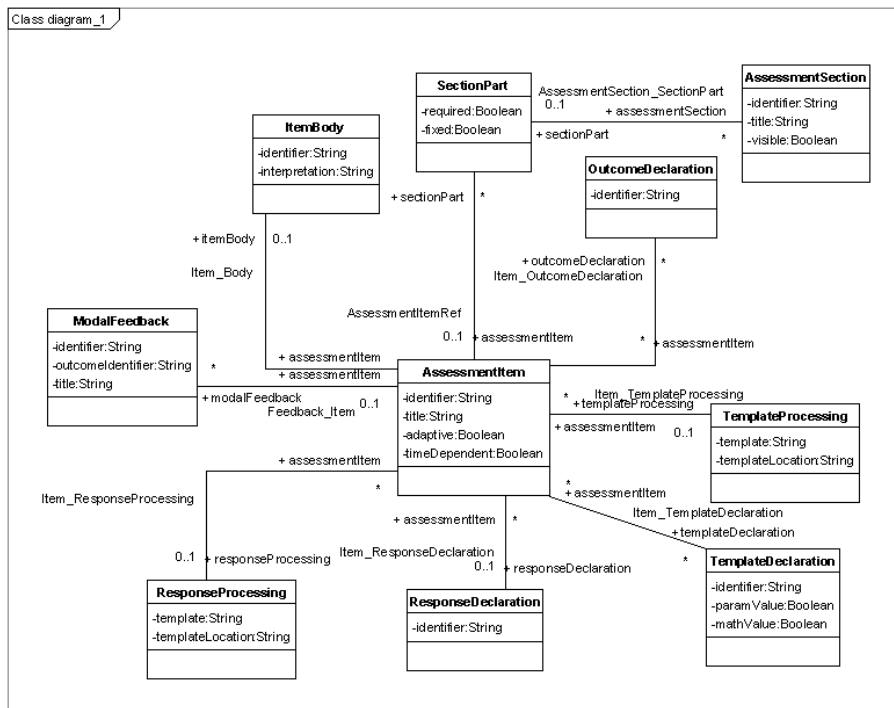 Class diagram_1
SectionPart
-required:Boolean
-fixed:Boolean
AssessmentSection_SectionPart
0..1
+ assessmentSection
+ sectionPart
*
AssessmentSection
-identifier:String
-title:String
-visible:Boolean
ItemBody
-identifier:String
-interpretation:String
OutcomeDeclaration
-identifier:String
+ sectionPart
*
+ itemBody
0..1
Item_Body
+ outcomeDeclaration
*
Item_OutcomeDeclaration
ModalFeedback
-identifier:String
-outcomeIdentifier:String
-title:String
AssessmentItemRef
0..1
+ assessmentItem
*
+ assessmentItem
+ assessmentItem
+ assessmentItem
*
+ modalFeedback
0..1
Feedback_Item
AssessmentItem
-identifier:String
-title:String
-adaptive:Boolean
-timeDependent:Boolean
*
Item_TemplateProcessing
+templateProcessing
+ assessmentItem
0..1
TemplateProcessing
-template:String
-templateLocation:String
+ assessmentItem
*
Item_ResponseProcessing
0..1
+ responseProcessing
*
+ assessmentItem
Item_TemplateDeclaration
+templateDeclaration
*
+ assessmentItem
*
Item_ResponseDeclaration
0..1
+ responseDeclaration
ResponseProcessing
-template:String
-templateLocation:String
ResponseDeclaration
-identifier:String
TemplateDeclaration
-identifier:String
-paramValue:Boolean
-mathValue:Boolean